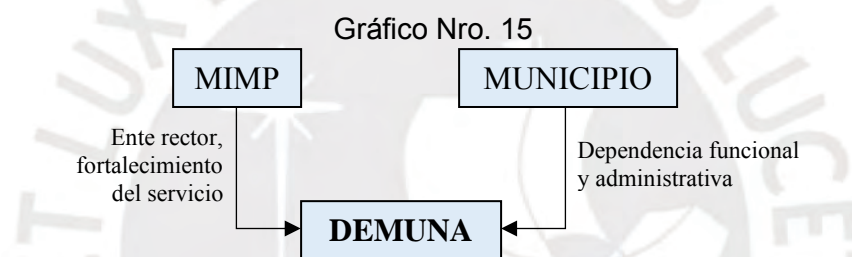 Gráfico Nro. 15
MIMP
MUNICIPIO
Ente rector,
fortalecimiento
del servicio
Dependencia funcional
y administrativa
DEMUNA